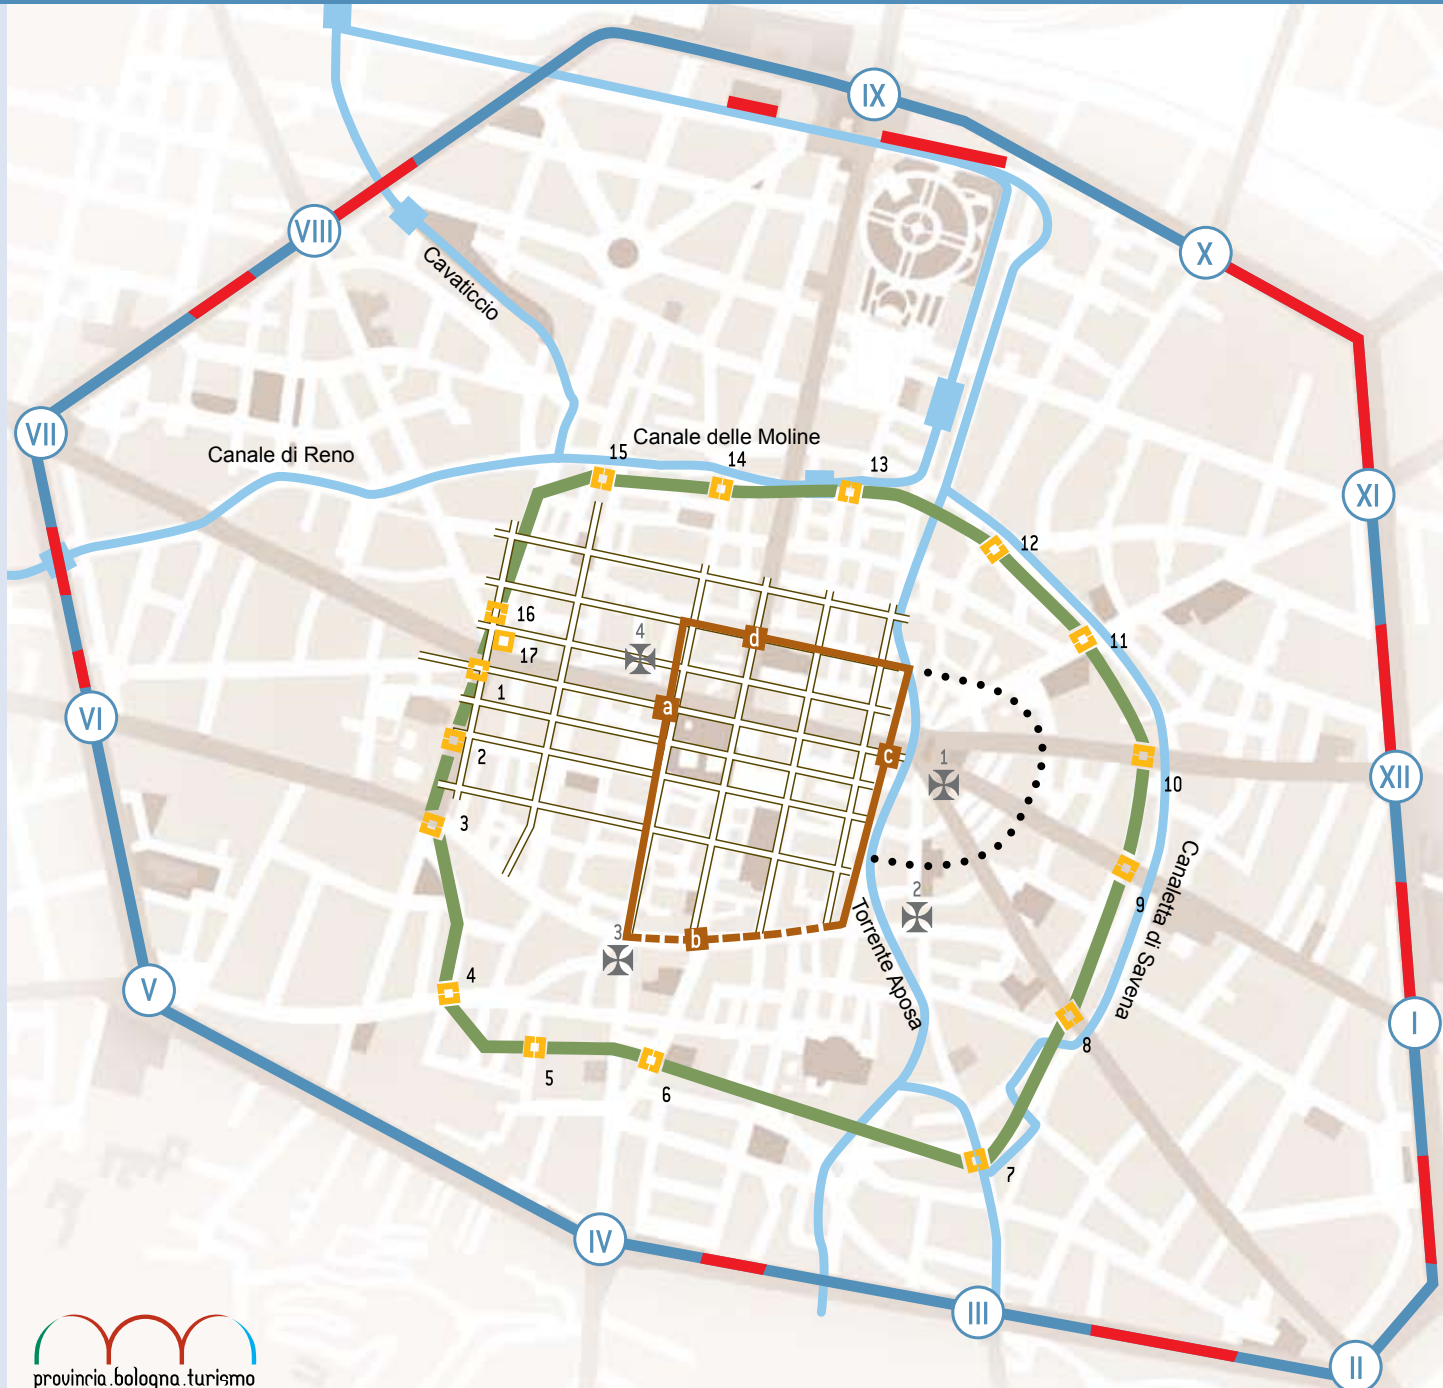 IX
VIII
X
Cavaticcio
VII
Canale di Reno
Canale delle Moline
15
14
13
XI
12
16
4
d
11
17
1
a
VI
2
c
1
10
XII
3
Canaletta di Savena
9
2
Torrente Aposa
3
b
4
V
I
8
5
6
7
IV
III
II
provincia.bologna.turismo